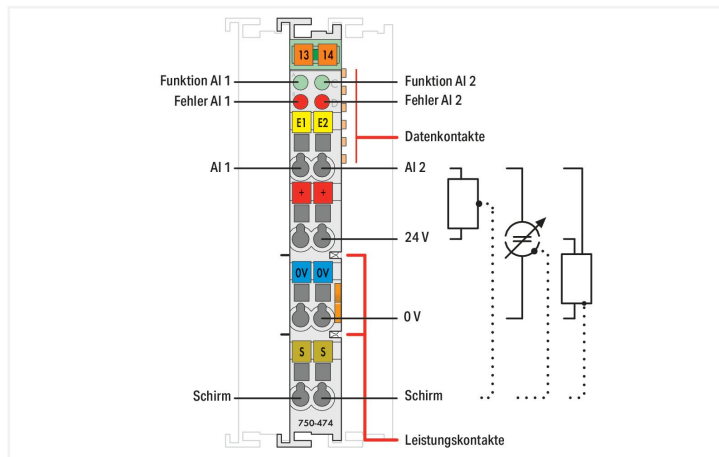 13 14
Funktion AI 1
Funktion AI 2
Fehler AI 1
Fehler AI 2
E1 E2
Datenkontakte
AI 1
AI 2
+ +
24 V
0V 0V
0 V
S S
Schirm
Schirm
750-474
Leistungskontakte